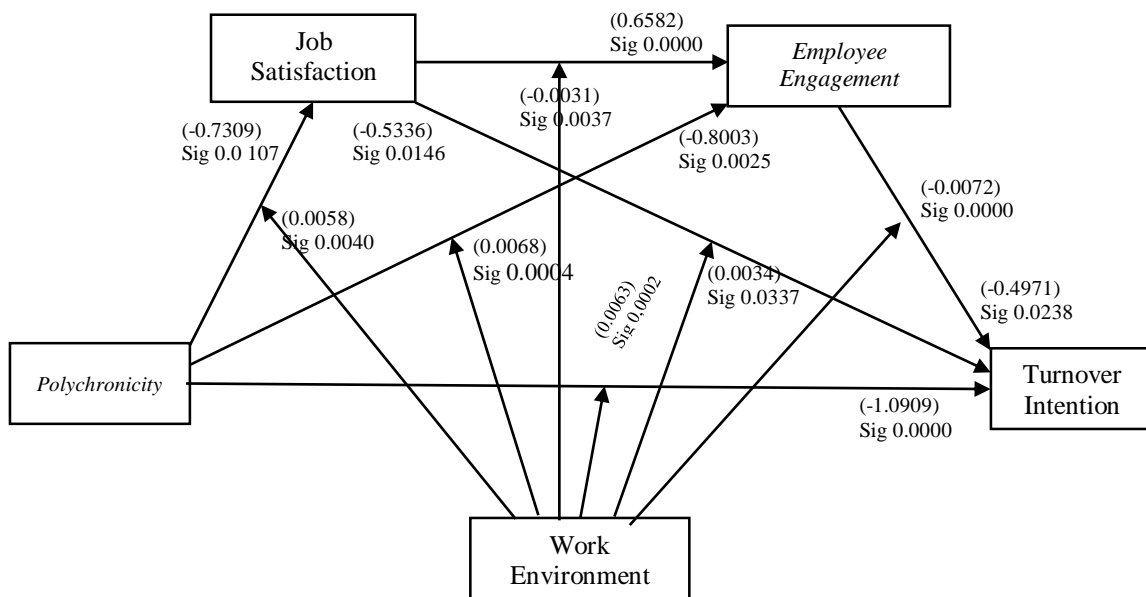 (0.6582)
Sig 0.0000
Job
Satisfaction
Employee
Engagement
(-0.0031)
Sig 0.0037
(-0.7309)
Sig 0.0 107
(-0.5336)
Sig 0.0146
(-0.8003)
Sig 0.0025
(-0.0072)
Sig 0.0000
(0.0058)
Sig 0.0040
(0.0068)
Sig 0.0004
(0.0063)
Sig 0.0002
(0.0034)
Sig 0.0337
(-0.4971)
Sig 0.0238
Polychronicity
Turnover
Intention
(-1.0909)
Sig 0.0000
Work
Environment